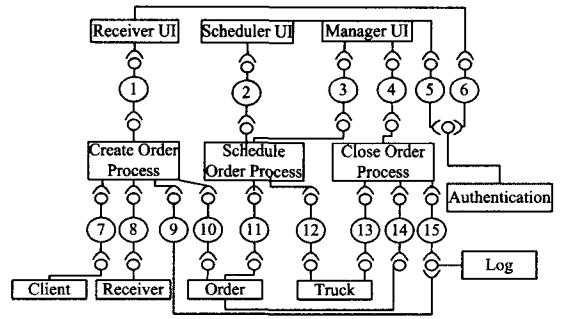 Receiver UI
Scheduler UI
Manager UI
1
2
3
4
5
6
Create Order
Process
Schedule
Order Process
Close Order
Process
Authentication
7
8
9
10
11
12
13
14
15
Client
Receiver
Order
Truck
Log